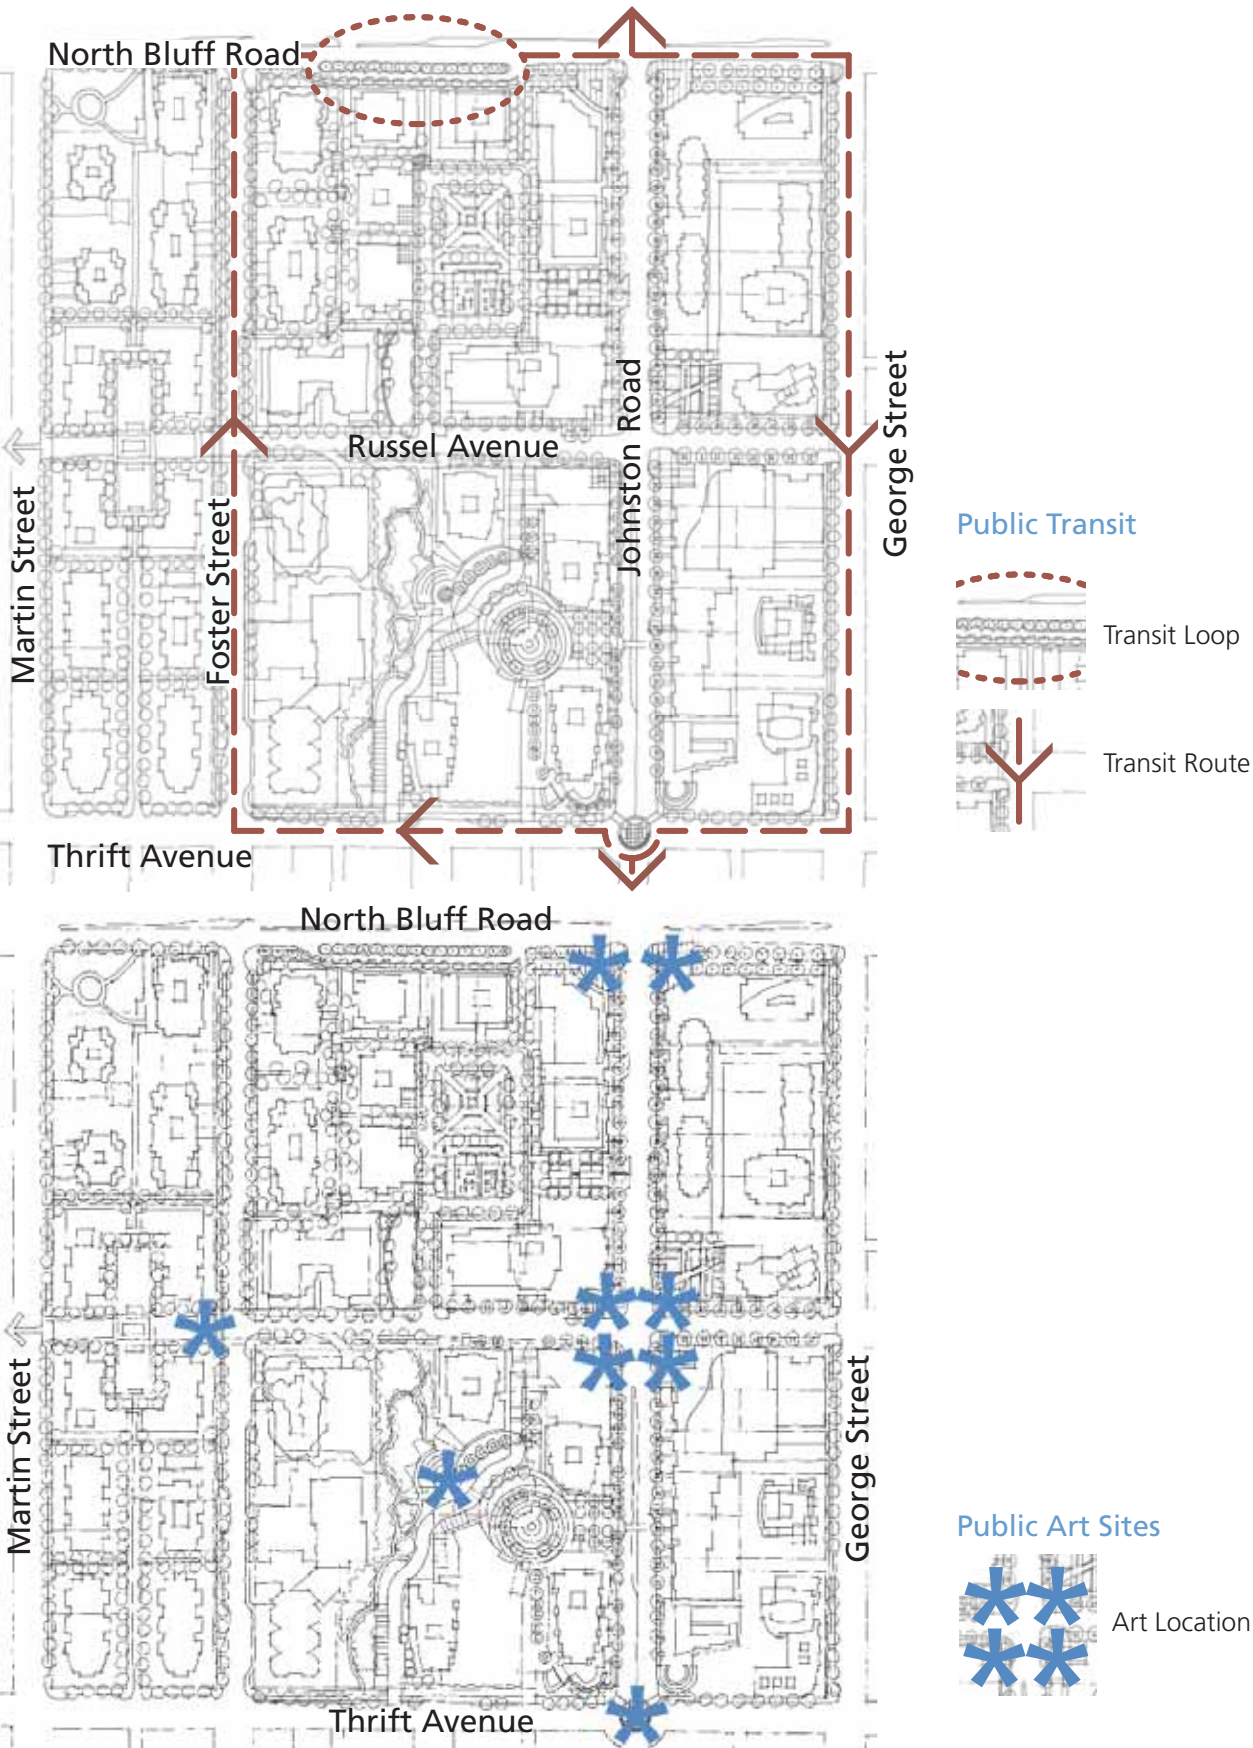 North Bluff Road
Russel Avenue
Johnston Road
George Street
Martin Street
Foster Street
Thrift Avenue
Public Transit
Transit Loop
Transit Route
North Bluff Road
Martin Street
George Street
Thrift Avenue
Public Art Sites
Art Location